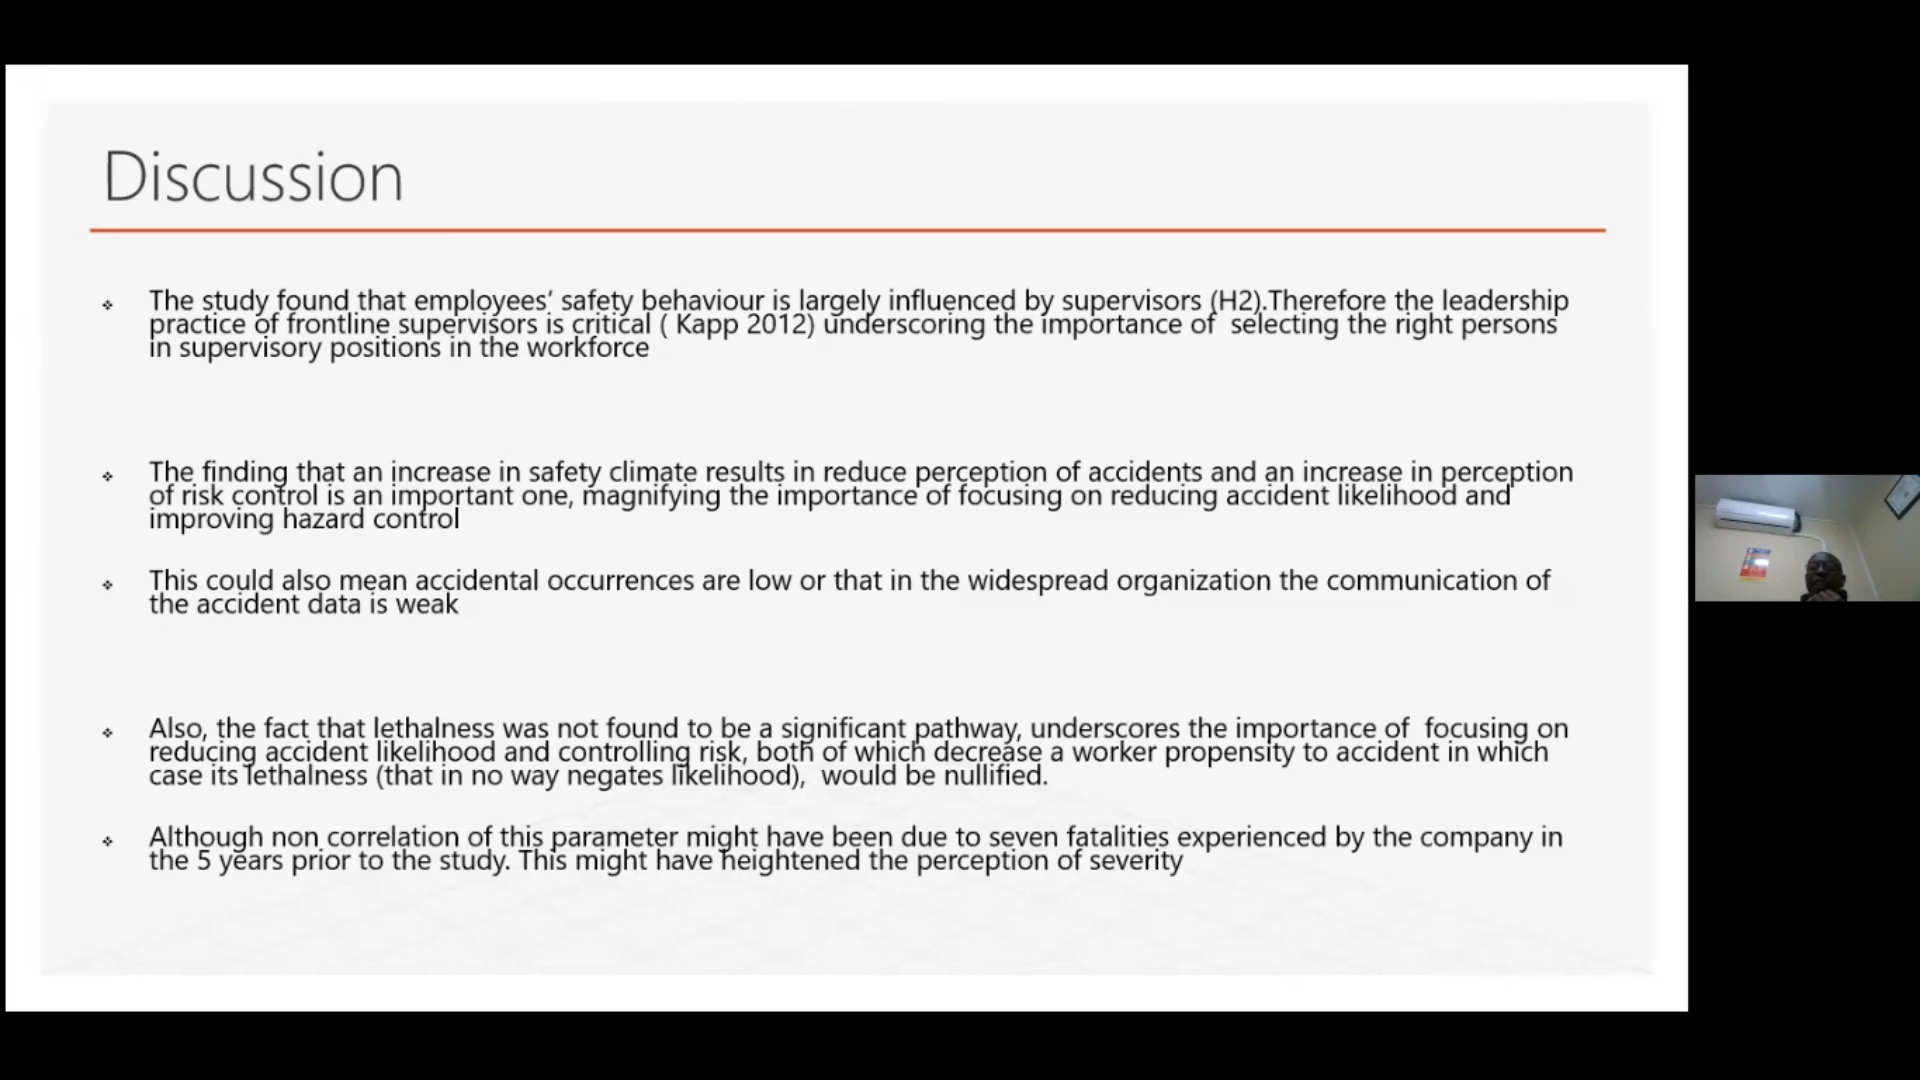 Discussion
The study found that employees’ safety behaviour is largely influenced by supervisors (H2).Therefore the leadership
practice of frontline supervisors is critical ( Kapp 2012) underscoring the importance of selecting the right persons
in supervisory positions in the workforce
The finding that an increase in safety climate results in reduce perception of accidents and an increase in perception
of risk control is an important one, magnifying the importance of focusing on reducing accident likelihood and
improving hazard control
This could also mean accidental occurrences are low or that in the widespread organization the communication of
the accident data is weak
Also, the fact that lethalness was not found to be a significant pathway, underscores the importance of focusing on
reducing accident likelihood and controlling risk, both of which decrease a worker propensity to accident in which
case its lethalness (that in no way negates likelihood), would be nullified.
Although non correlation of this parameter might have been due to seven fatalities experienced by the company in
the 5 years prior to the study. This might have heightened the perception of severity